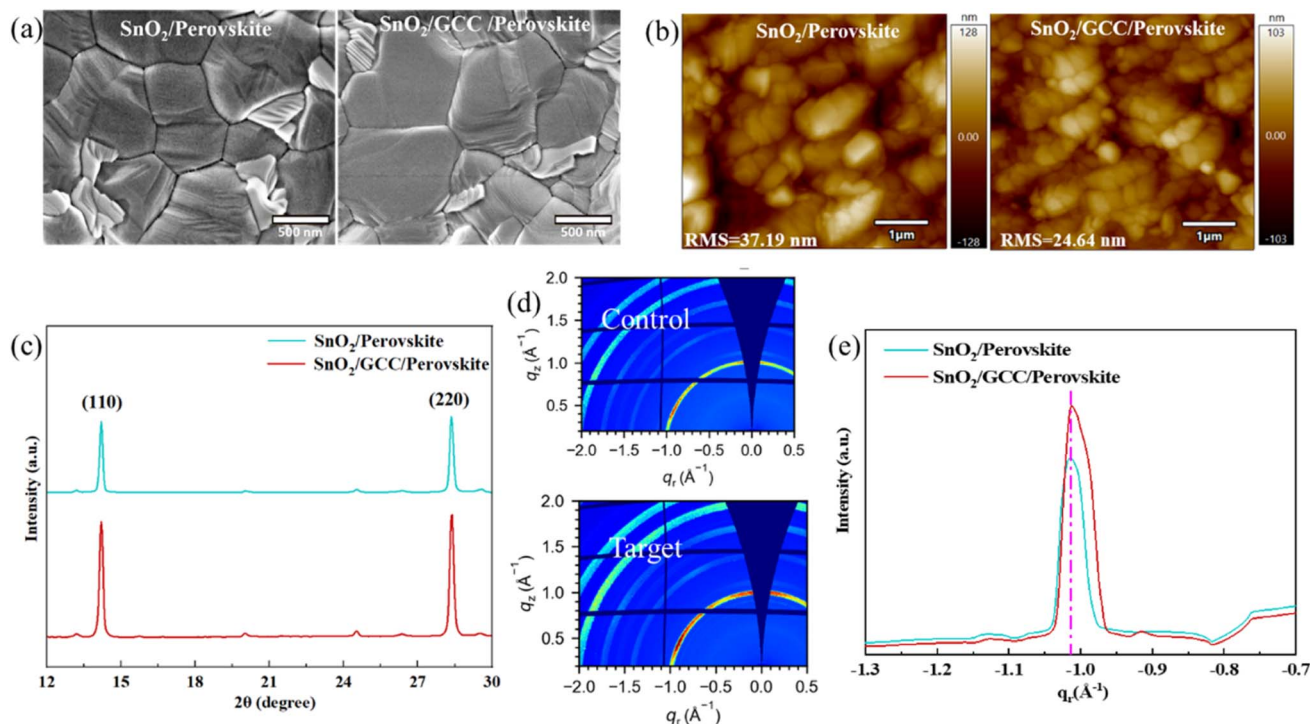 (a)
SnO₂/Perovskite
SnO₂/GCC/Perovskite
500 nm
500 nm
(b)
SnO₂/Perovskite
SnO₂/GCC/Perovskite
nm
128
0.00
-128
nm
103
0.00
-103
RMS=37.19 nm
1μm
RMS=24.64 nm
1μm
(c)
SnO₂/Perovskite
SnO₂/GCC/Perovskite
(110)
(220)
Intensity (a.u.)
12 15 18 21 24 27 30
2θ (degree)
(d)
Control
2.0
1.5
1.0
0.5
qz (Å⁻¹)
−2.0 −1.5 −1.0 −0.5 0.0 0.5
qr (Å⁻¹)
Target
2.0
1.5
1.0
0.5
qz (Å⁻¹)
−2.0 −1.5 −1.0 −0.5 0.0 0.5
qr (Å⁻¹)
(e)
SnO₂/Perovskite
SnO₂/GCC/Perovskite
Intensity (a.u.)
-1.3 -1.2 -1.1 -1.0 -0.9 -0.8 -0.7
qr(Å⁻¹)